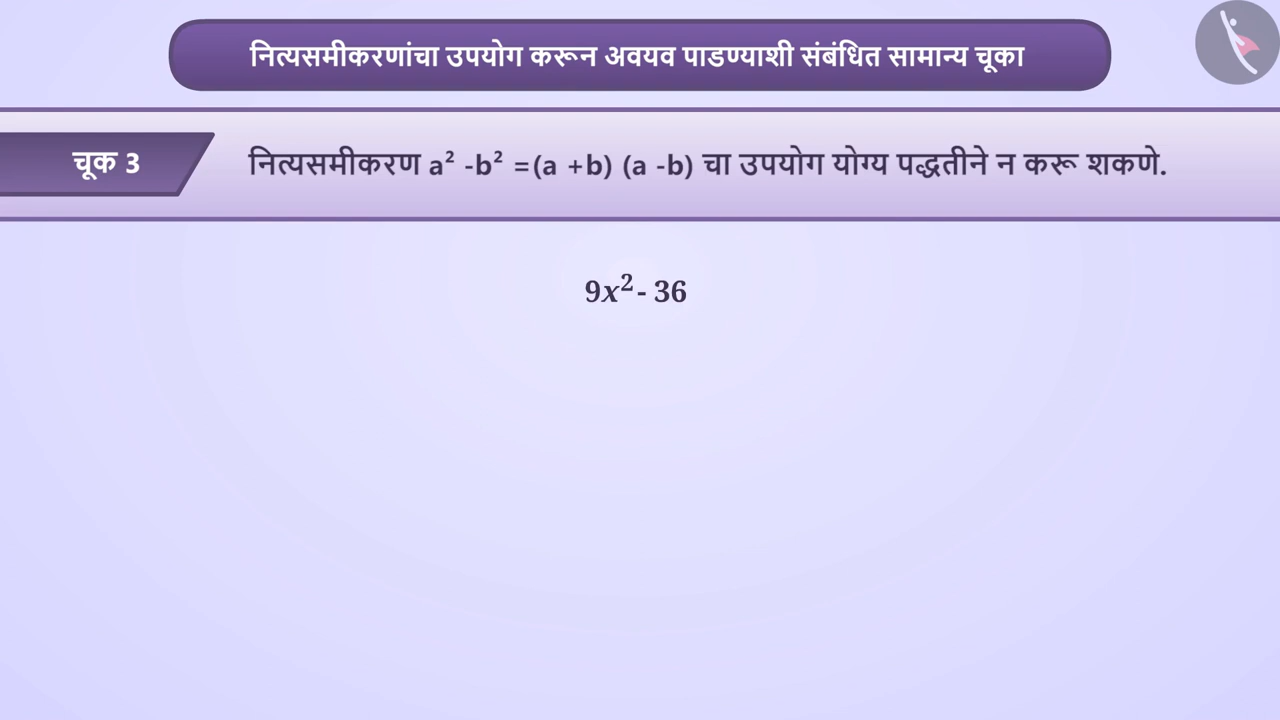 नित्यसमीकरणांचा उपयोग करून अवयव पाडण्याशी संबंधित सामान्य चूका
चूक 3
नित्यसमीकरण a² -b² =(a +b) (a -b) चा उपयोग योग्य पद्धतीने न करू शकणे.
9x²- 36